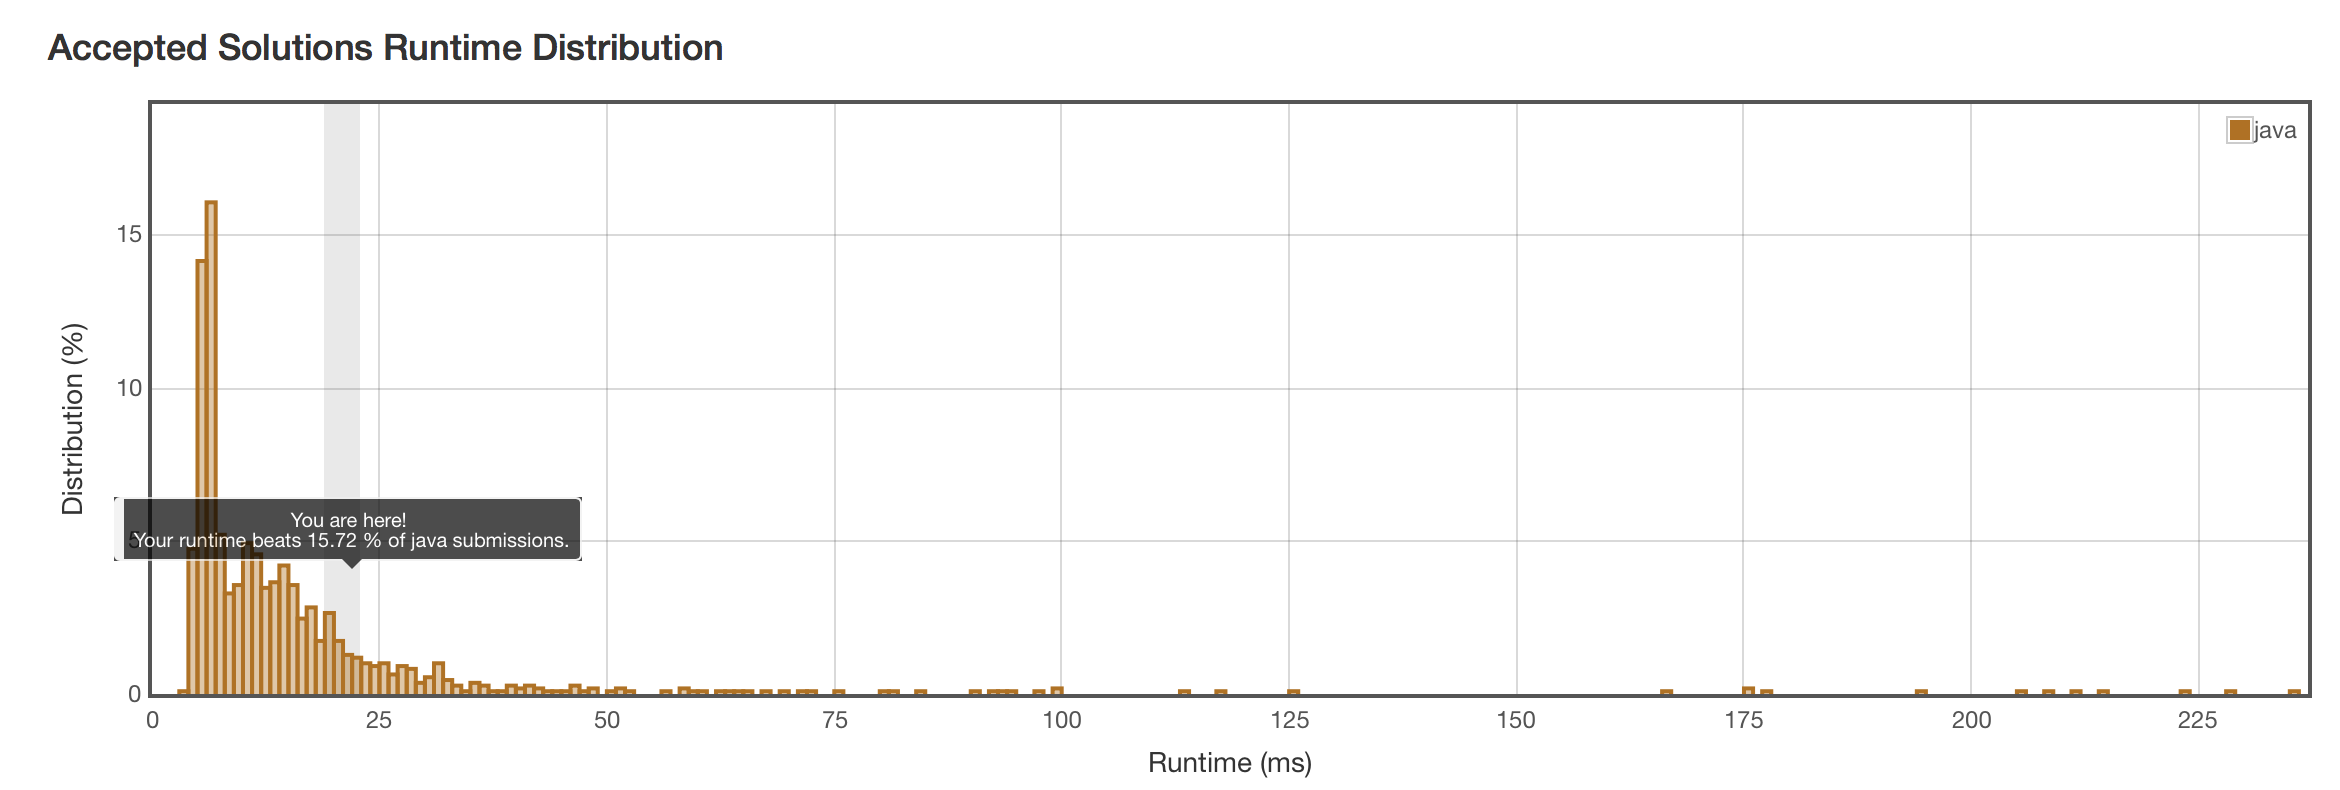 Accepted Solutions Runtime Distribution
java
Distribution (%)
15
10
5
0
You are here!
Your runtime beats 15.72 % of java submissions.
0 25 50 75 100 125 150 175 200 225
Runtime (ms)